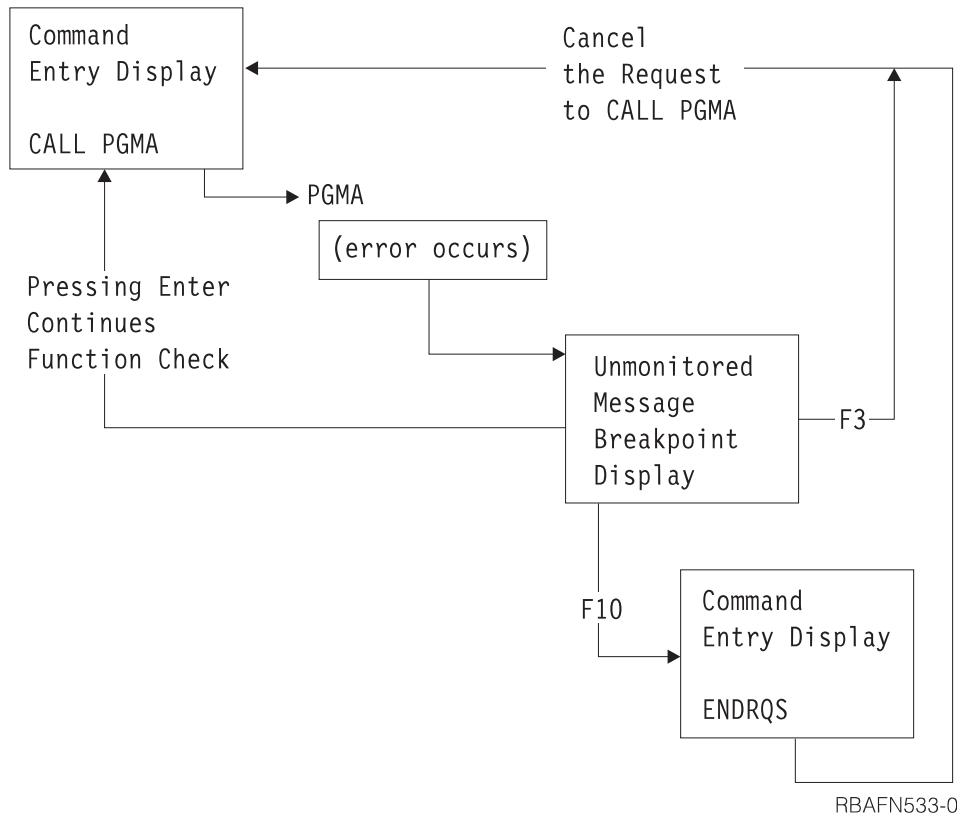 Command
Entry Display
CALL PGMA
Cancel
the Request
to CALL PGMA
PGMA
(error occurs)
Pressing Enter
Continues
Function Check
Unmonitored
Message
Breakpoint
Display
F3
F10
Command
Entry Display
ENDRQS
RBAFN533-0